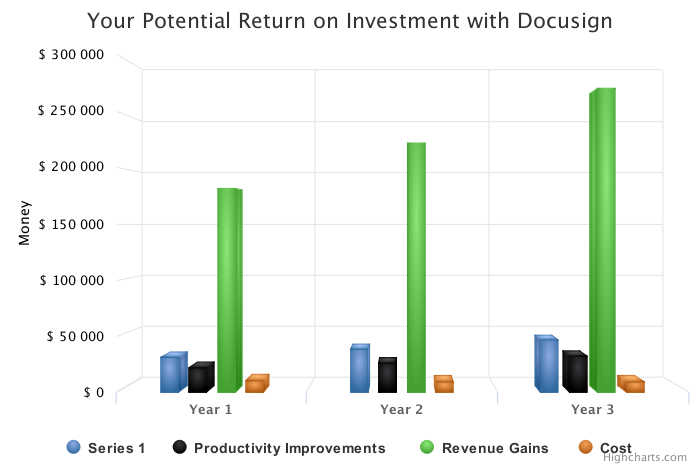 Your Potential Return on Investment with Docusign
$ 300 000
$ 250 000
$ 200 000
$ 150 000
$ 100 000
$ 50 000
$ 0
Money
Year 1 Year 2 Year 3
Series 1 Productivity Improvements Revenue Gains Cost
Highcharts.com